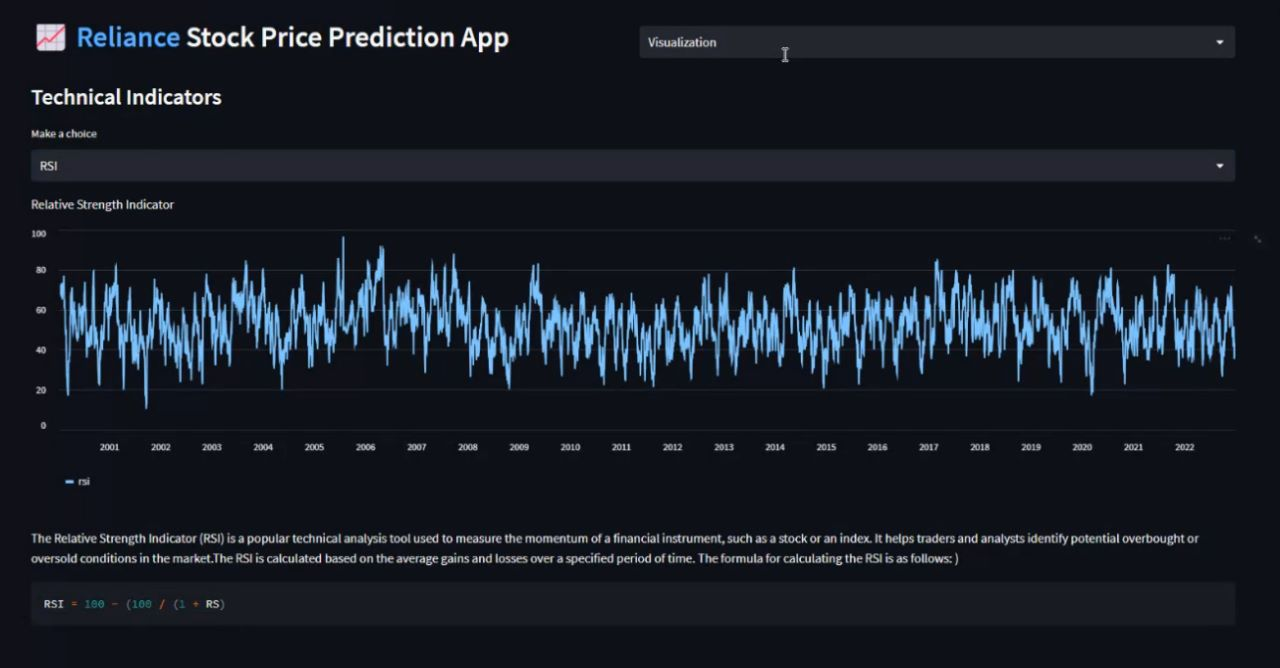 Reliance Stock Price Prediction App
Visualization
Technical Indicators
Make a choice
RSI
Relative Strength Indicator
100
80
60
40
20
0
2001 2002 2003 2004 2005 2006 2007 2008 2009 2010 2011 2012 2013 2014 2015 2016 2017 2018 2019 2020 2021 2022
rsi
The Relative Strength Indicator (RSI) is a popular technical analysis tool used to measure the momentum of a financial instrument, such as a stock or an index. It helps traders and analysts identify potential overbought or
oversold conditions in the market.The RSI is calculated based on the average gains and losses over a specified period of time. The formula for calculating the RSI is as follows: )
RSI = 100 - (100 / (1 + RS)